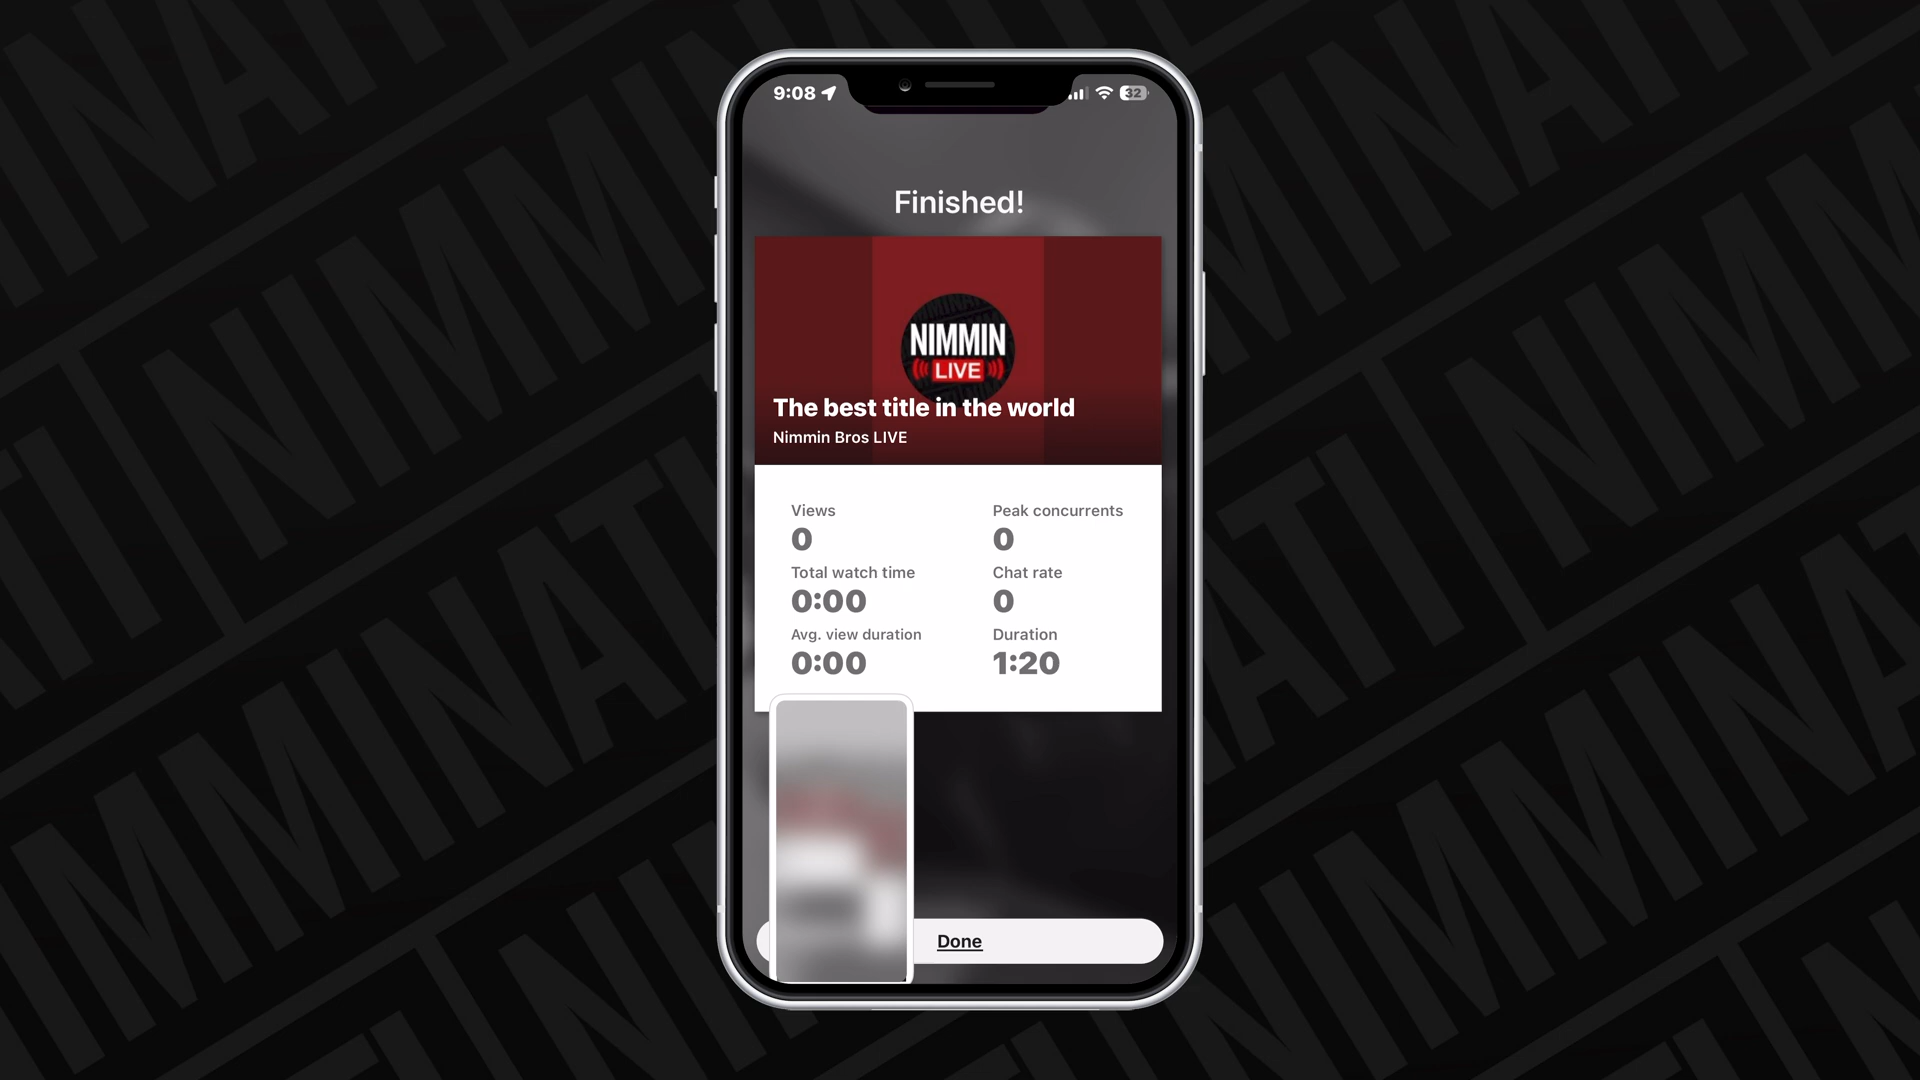 9:08
32
Finished!
NIMMIN
LIVE
The best title in the world
Nimmin Bros LIVE
Views
0
Peak concurrents
0
Total watch time
0:00
Chat rate
0
Avg. view duration
0:00
Duration
1:20
Done